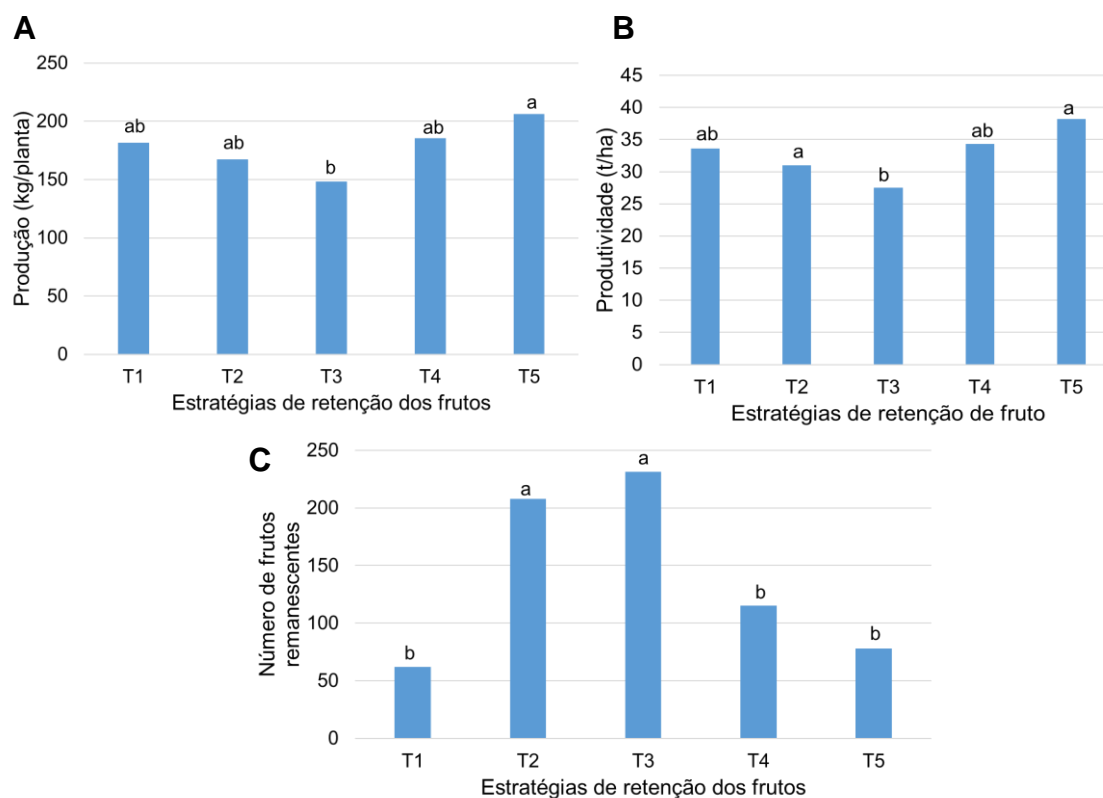 A
Produção (kg/planta)
250
200
150
100
50
0
ab
ab
b
ab
a
T1 T2 T3 T4 T5
Estratégias de retenção dos frutos
B
Produtividade (t/ha)
45
40
35
30
25
20
15
10
5
0
ab
a
b
ab
a
T1 T2 T3 T4 T5
Estratégias de retenção de fruto
C
Número de frutos
remanescentes
250
200
150
100
50
0
b
a
a
b
b
T1 T2 T3 T4 T5
Estratégias de retenção dos frutos